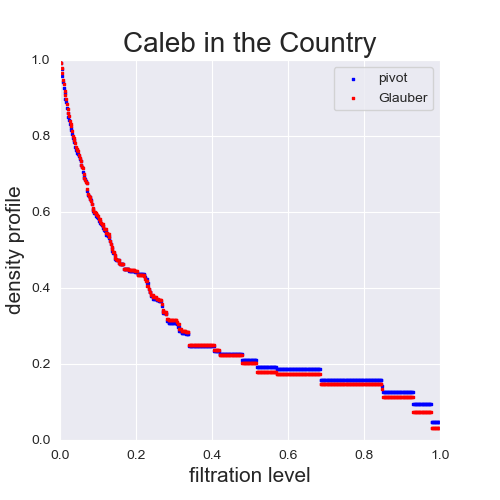 Caleb in the Country
pivot
Glauber
density profile
1.0
0.8
0.6
0.4
0.2
0.0
0.0 0.2 0.4 0.6 0.8 1.0
filtration level